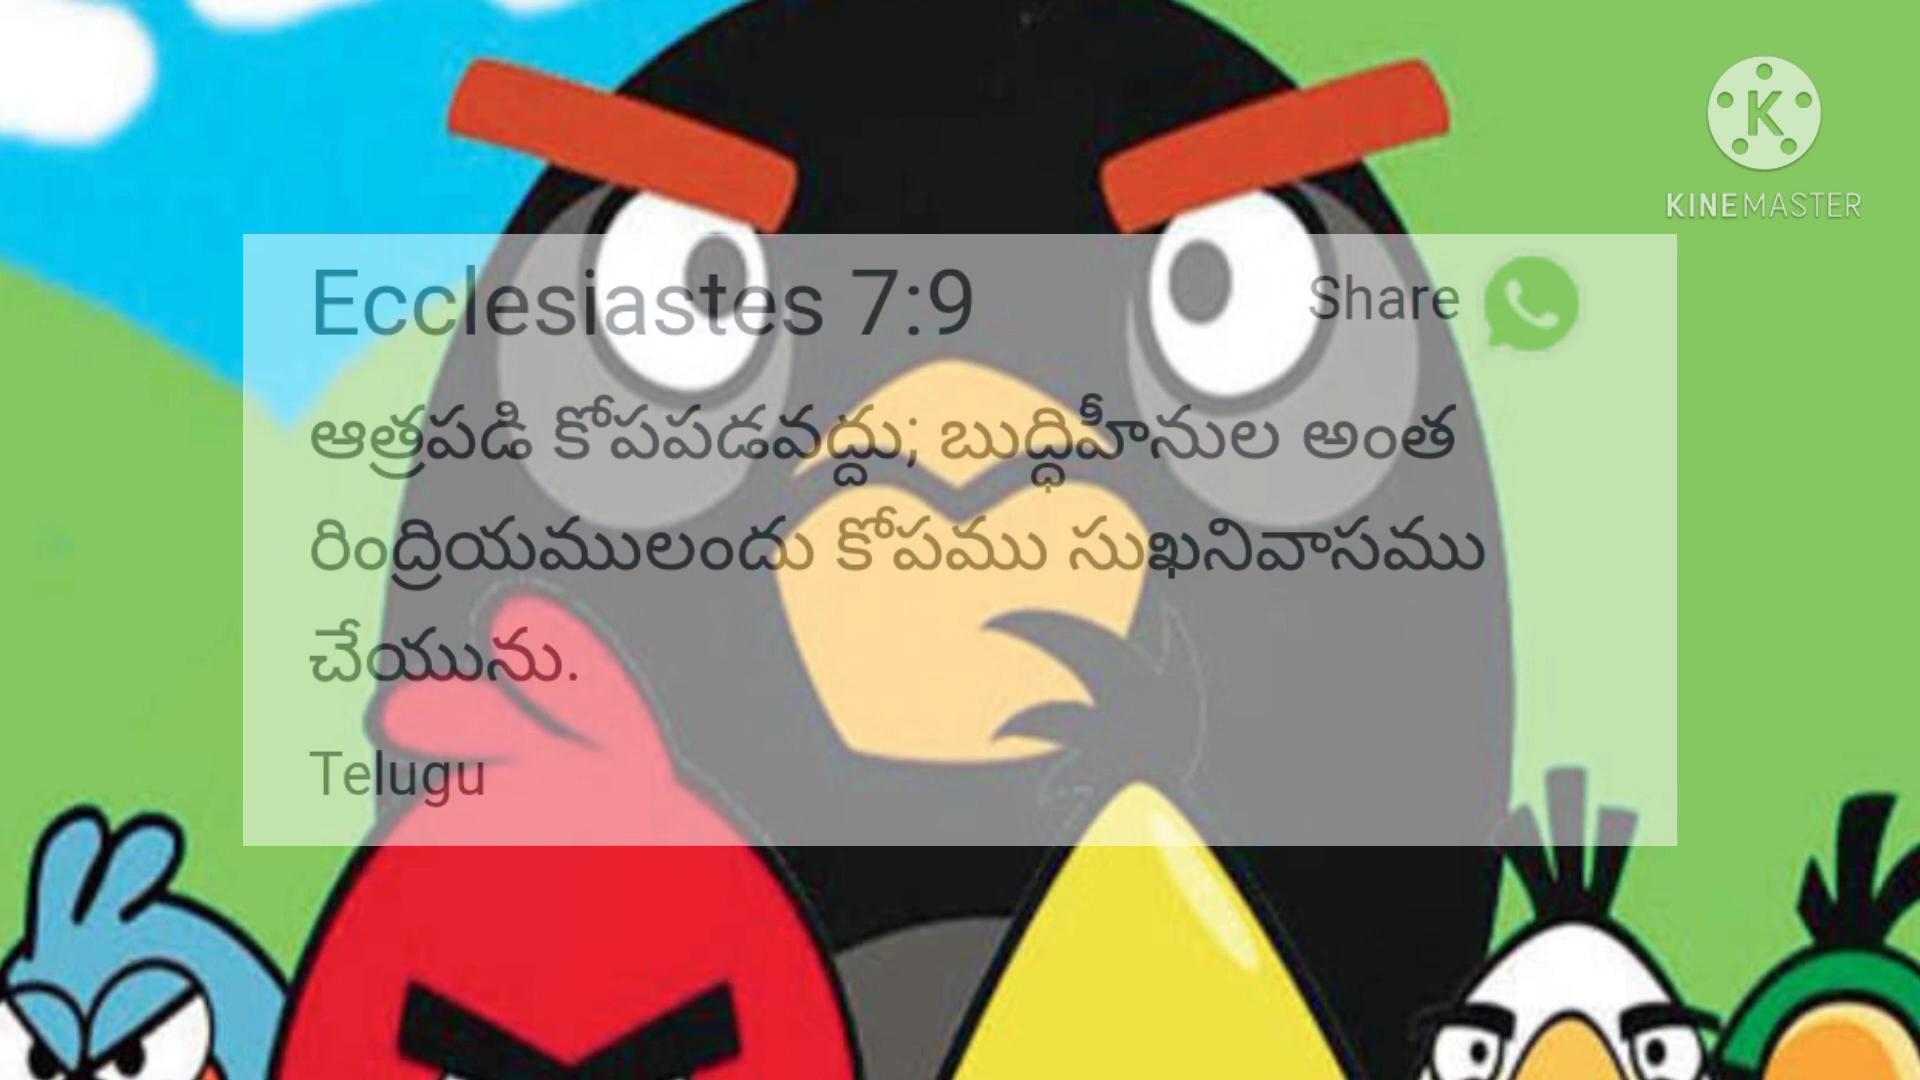 K
KINEMASTER
Ecclesiastes 7:9 Share
ఆత్రపడి కోపపడవద్దు; బుద్ధిహీనుల అంత
రింద్రియములందు కోపము సుఖనివాసము
చేయును.
Telugu